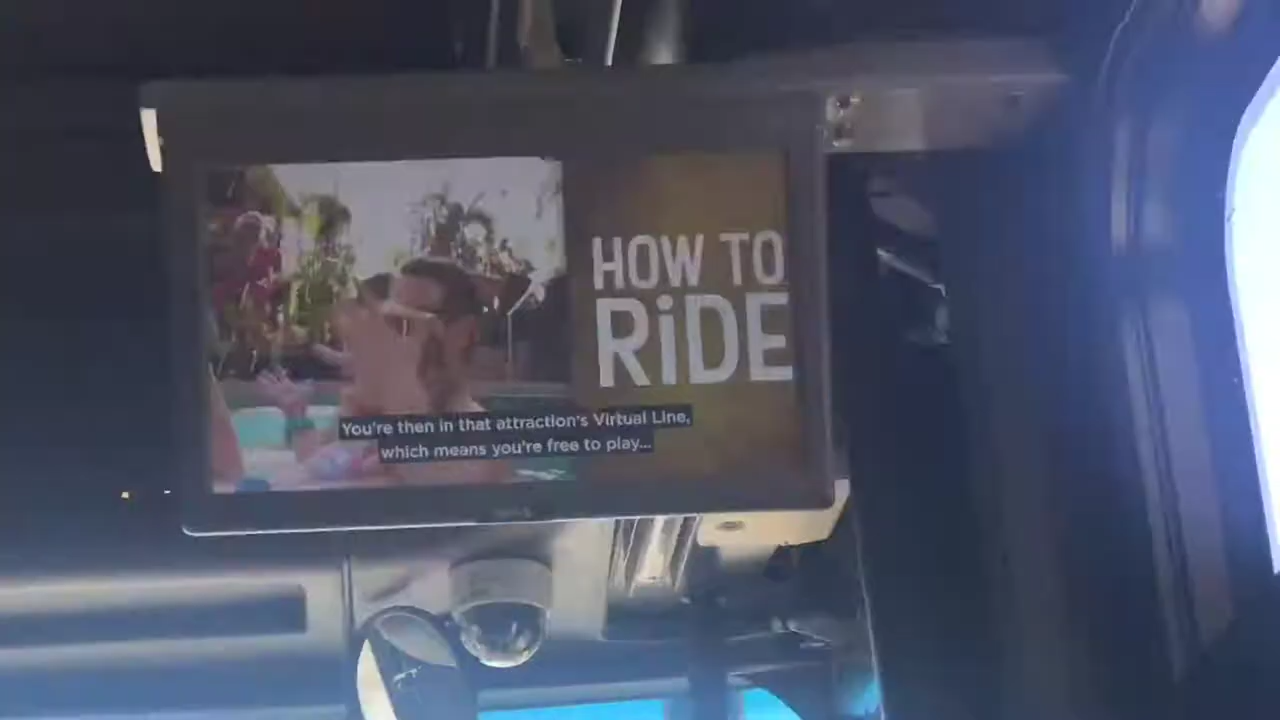 HOW TO
RiDE
You're then in that attraction's Virtual Line,
which means you're free to play...